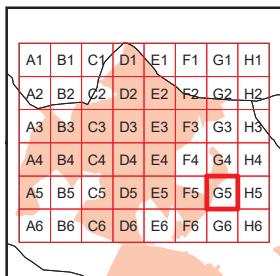 A1 B1 C1 D1 E1 F1 G1 H1
A2 B2 C2 D2 E2 F2 G2 H2
A3 B3 C3 D3 E3 F3 G3 H3
A4 B4 C4 D4 E4 F4 G4 H4
A5 B5 C5 D5 E5 F5 G5 H5
A6 B6 C6 D6 E6 F6 G6 H6